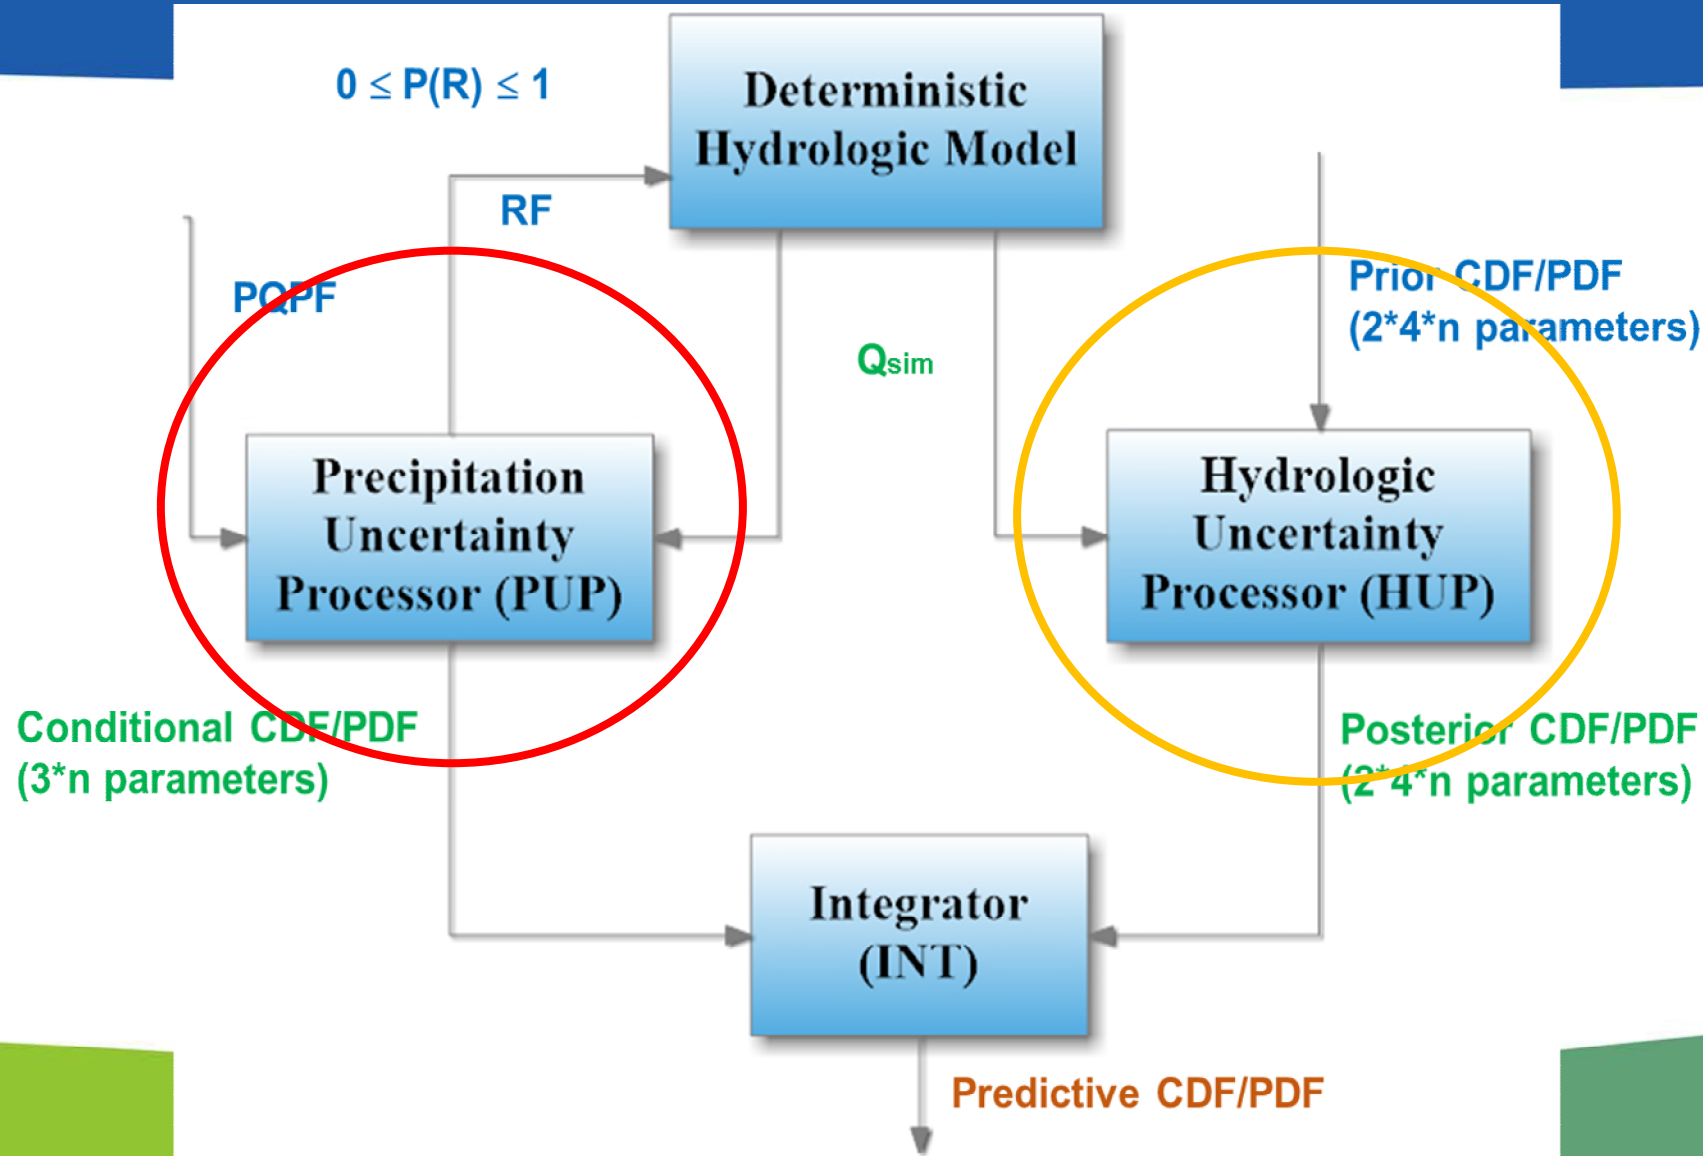 0 ≤ P(R) ≤ 1
Deterministic
Hydrologic Model
RF
PQPF
Prior CDF/PDF
(2*4*n parameters)
Qsim
Precipitation
Uncertainty
Processor (PUP)
Hydrologic
Uncertainty
Processor (HUP)
Conditional CDF/PDF
(3*n parameters)
Posterior CDF/PDF
(2*4*n parameters)
Integrator
(INT)
Predictive CDF/PDF